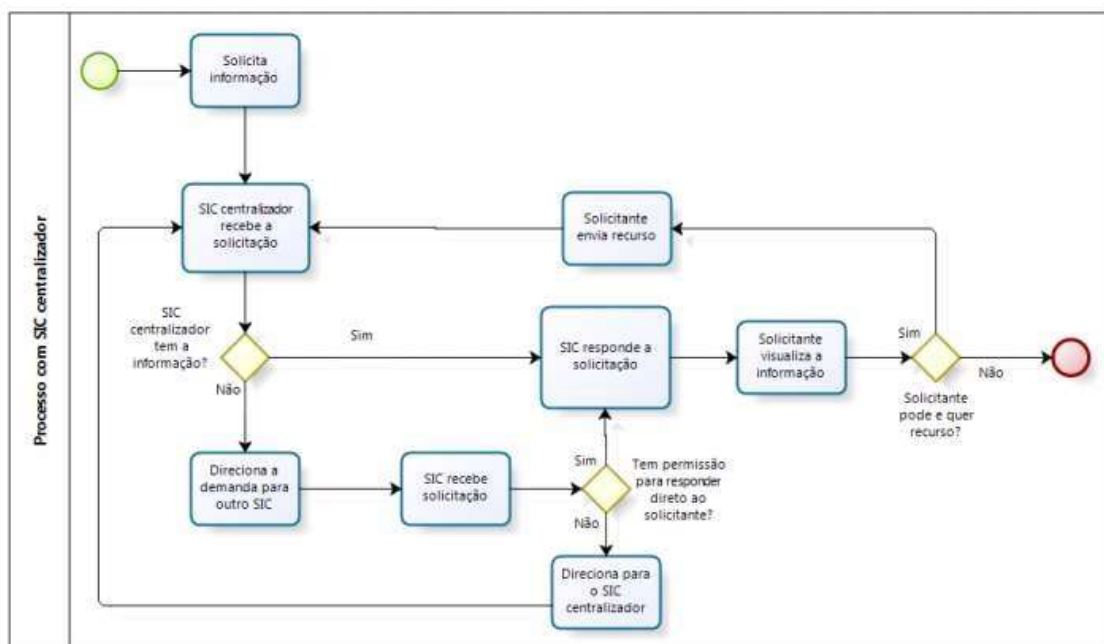 Processo com SIC centralizador
Solicita
informação
SIC centralizador
recebe a
solicitação
Solicitante
envia recurso
SIC
centralizador
tem a
informação?
Sim
Não
SIC responde a
solicitação
Solicitante
visualiza a
informação
Sim
Não
Solicitante
pode e quer
recurso?
Direciona a
demanda para
outro SIC
SIC recebe
solicitação
Sim
Tem permissão
para responder
direto ao
solicitante?
Não
Direciona para
o SIC
centralizador